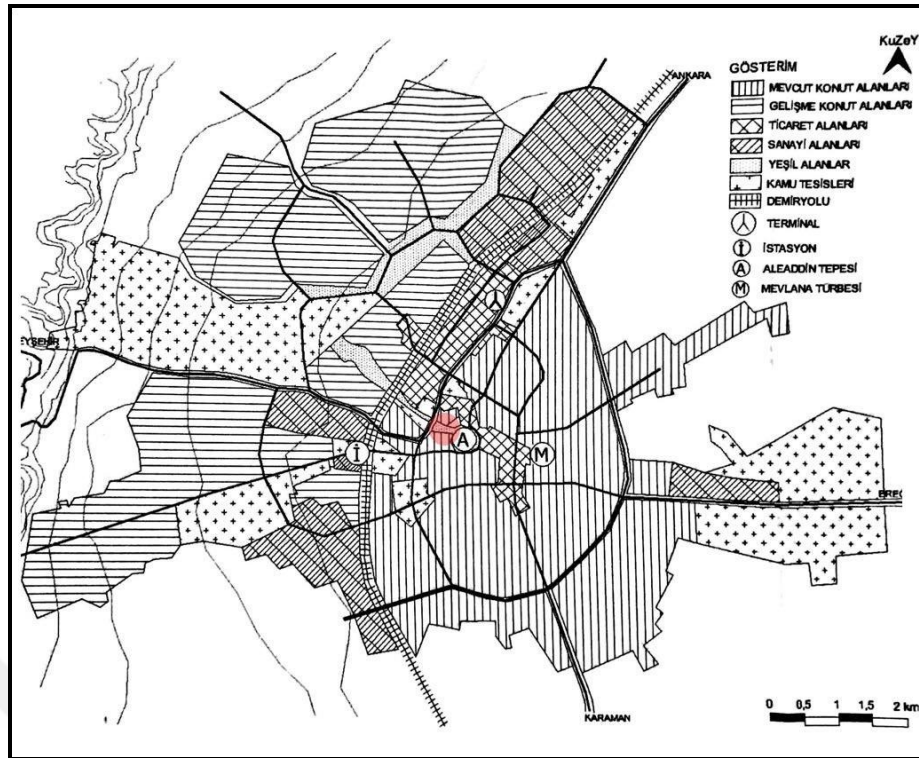 KuZeY
ANKARA
GÖSTERİM
MEVCUT KONUT ALANLARI
GELİŞME KONUT ALANLARI
TİCARET ALANLARI
SANAYİ ALANLARI
YEŞİL ALANLAR
KAMU TESİSLERİ
DEMİRYOLU
TERMİNAL
İ İSTASYON
A ALEADDİN TEPESİ
M MEVLANA TÜRBESİ
EYŞEHİR
A
İ
M
EREĞ
KARAMAN
0 0,5 1 1,5 2 km